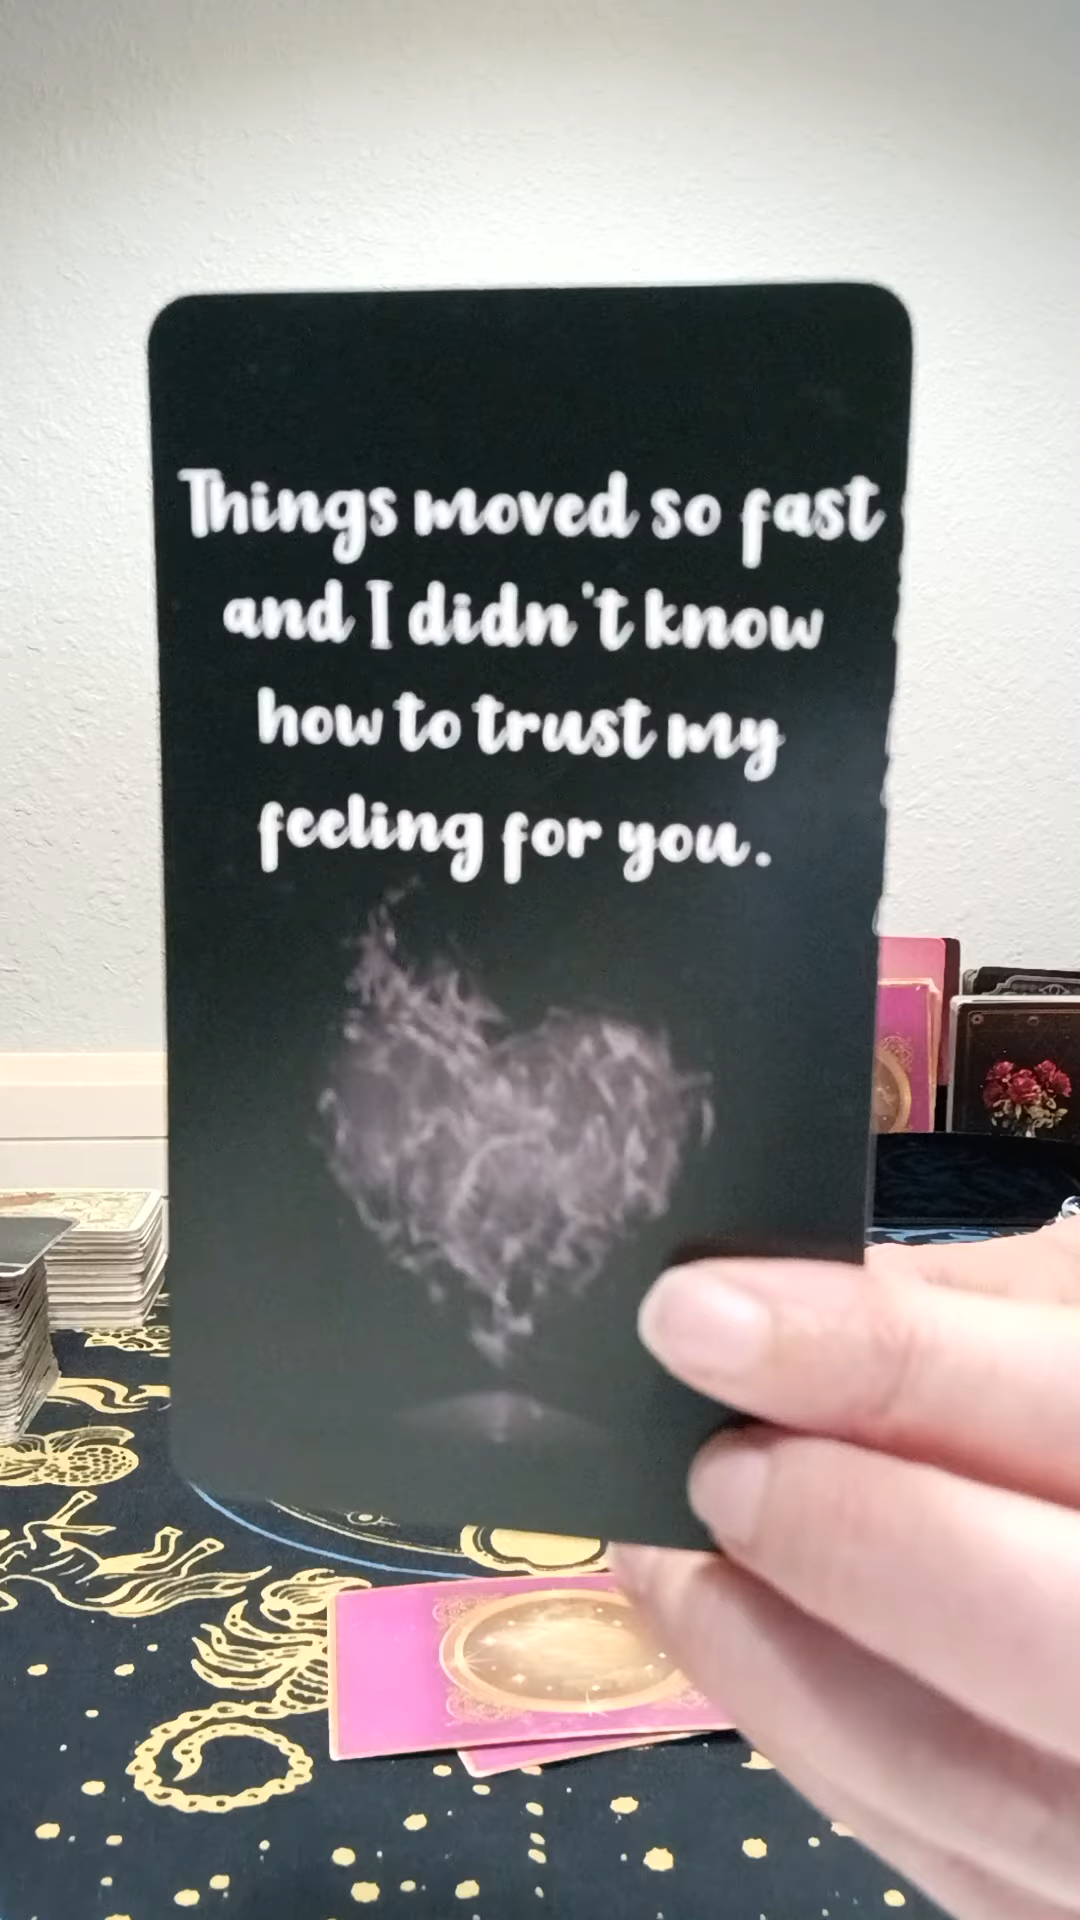 Things moved so fast
and I didn't know
how to trust my
feeling for you.